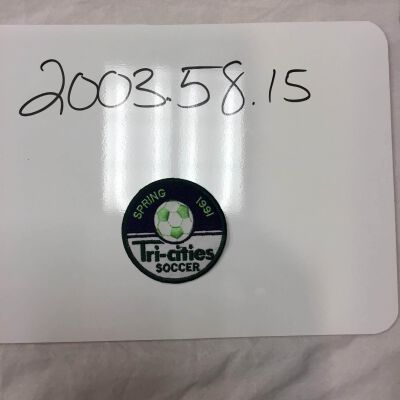 2003.58.15
SPRING 1991
Tri-cities
SOCCER